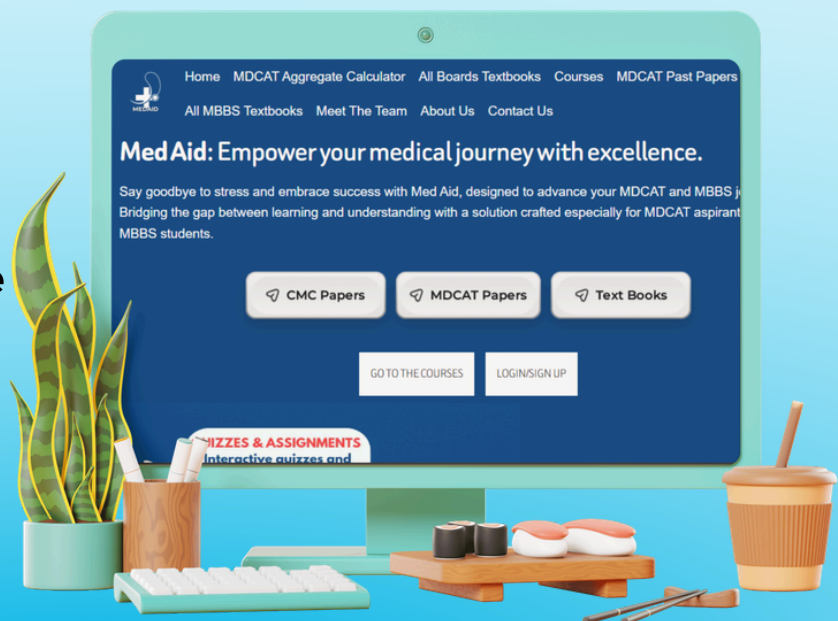 Home MDCAT Aggregate Calculator All Boards Textbooks Courses MDCAT Past Papers
MEDAID
All MBBS Textbooks Meet The Team About Us Contact Us
Med Aid: Empower your medical journey with excellence.
Say goodbye to stress and embrace success with Med Aid, designed to advance your MDCAT and MBBS
Bridging the gap between learning and understanding with a solution crafted especially for MDCAT aspirant
MBBS students.
e
CMC Papers MDCAT Papers Text Books
GO TO THE COURSES LOGIN/SIGN UP
UIZZES & ASSIGNMENTS
Interactive quizzes and